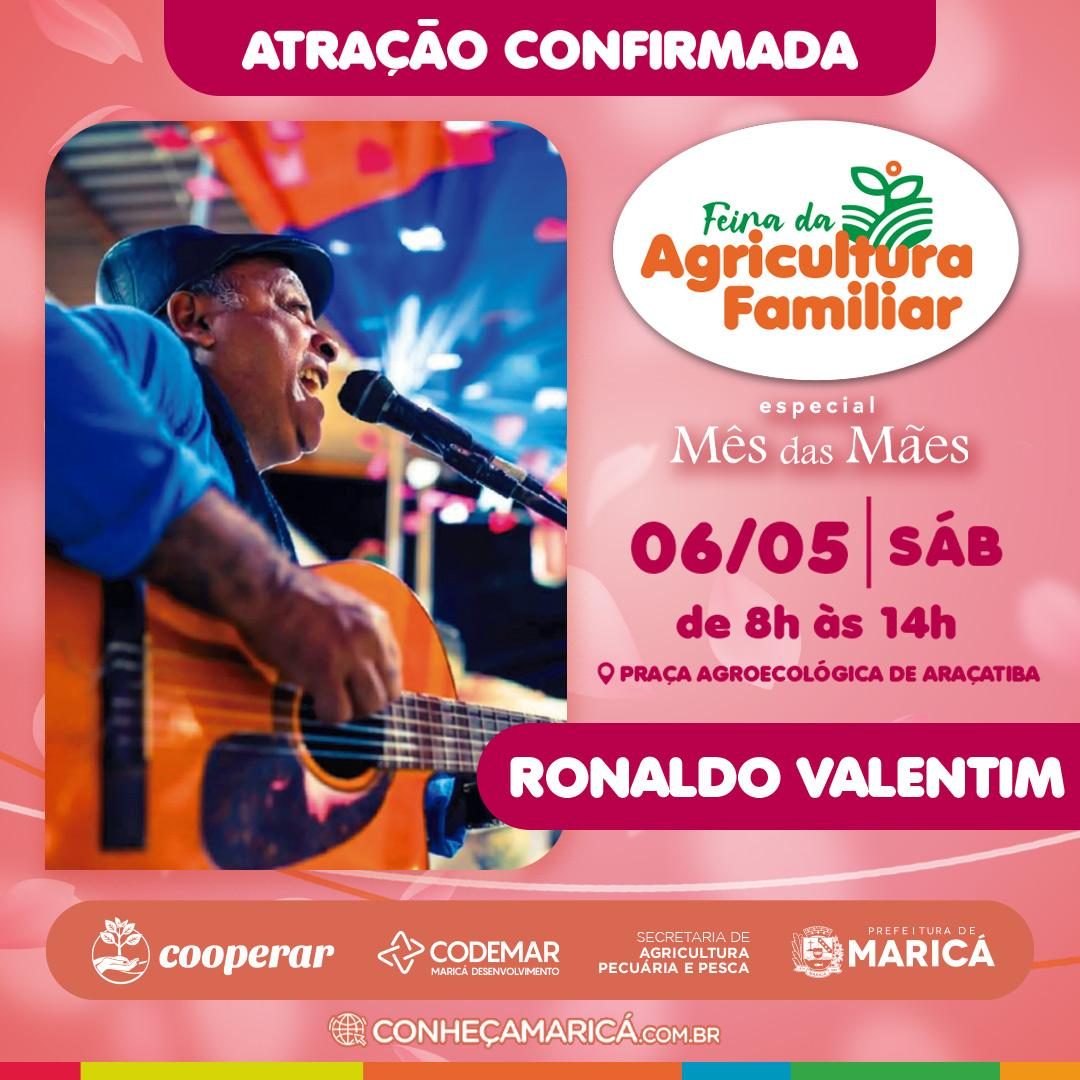 ATRAÇÃO CONFIRMADA
Feira da
Agricultura
Familiar
especial
Mês das Mães
06/05 | SÁB
de 8h às 14h
PRAÇA AGROECOLÓGICA DE ARAÇATIBA
RONALDO VALENTIM
cooperar
CODEMAR
MARICÁ DESENVOLVIMENTO
SECRETARIA DE
AGRICULTURA
PECUÁRIA E PESCA
PREFEITURA DE
MARICÁ
CONHEÇAMARICÁ.COM.BR